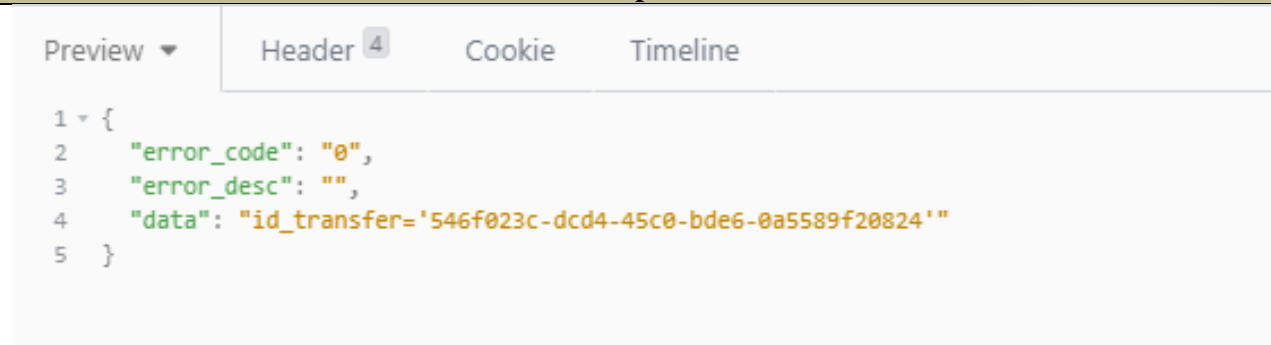 Preview Header 4 Cookie Timeline
1 {
2 "error_code": "0",
3 "error_desc": "",
4 "data": "id_transfer='546f023c-dcd4-45c0-bde6-0a5589f20824'"
5 }